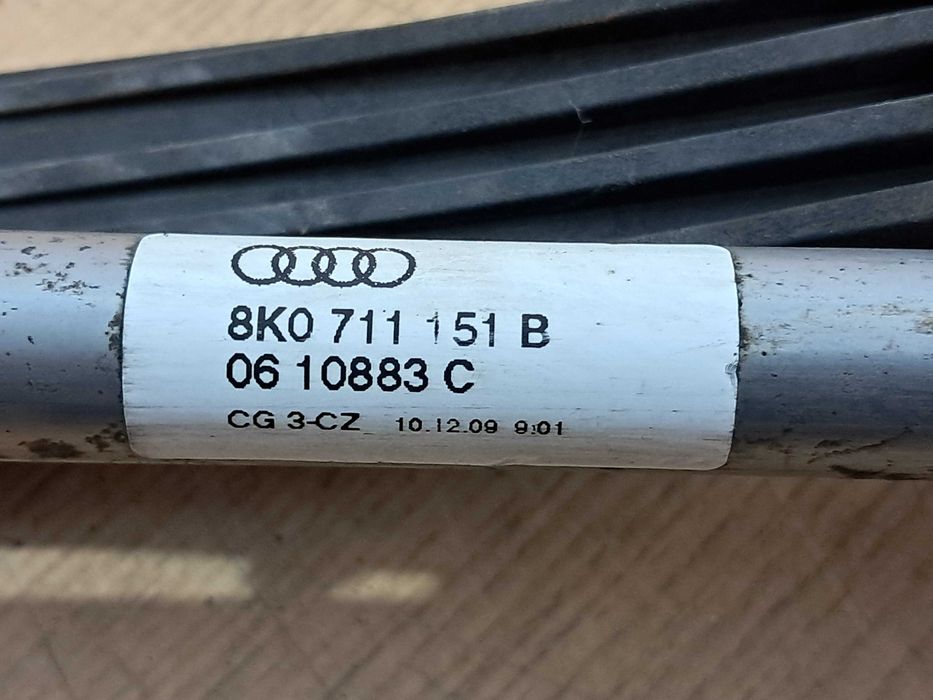 8K0 711 151 B
06 10883 C
CG 3-CZ 10.12.09 9:01